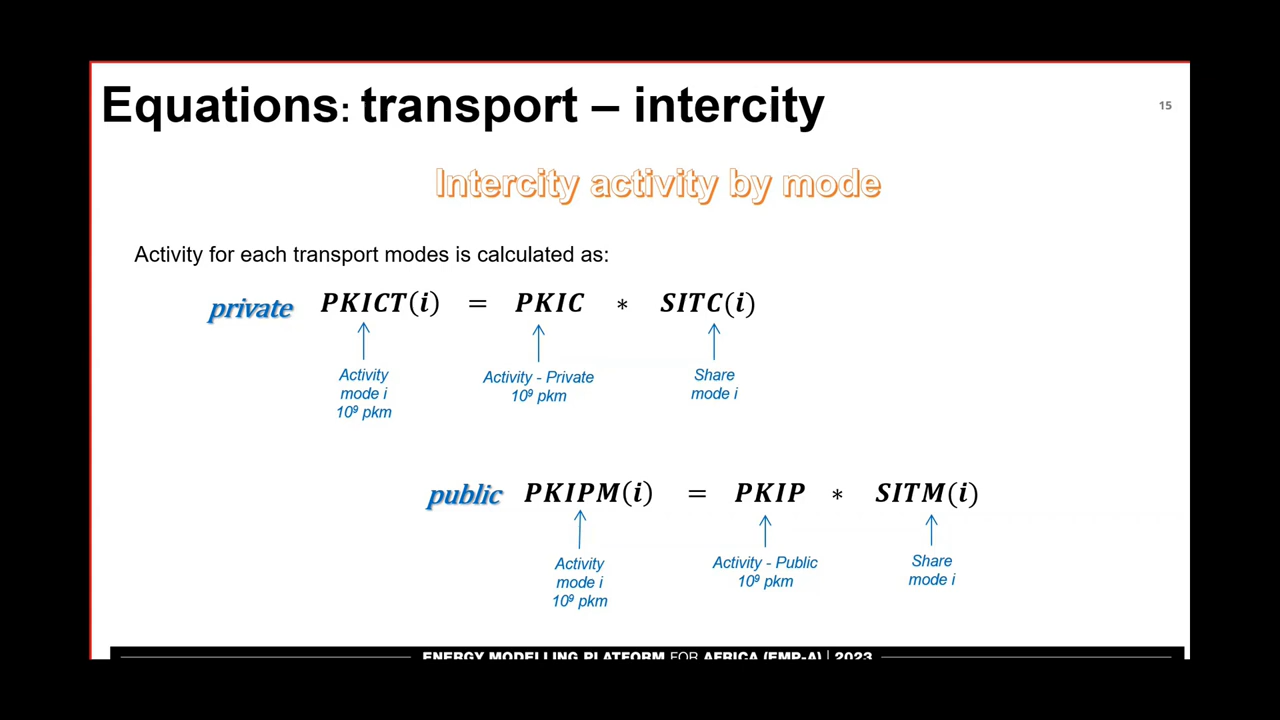 Equations: transport – intercity
15
Intercity activity by mode
Activity for each transport modes is calculated as:
private PKICT(i) = PKIC * SITC(i)
Activity mode i 10⁹ pkm
Activity - Private 10⁹ pkm
Share mode i
public PKIPM(i) = PKIP * SITM(i)
Activity mode i 10⁹ pkm
Activity - Public 10⁹ pkm
Share mode i
ENERGY MODELLING PLATFORM FOR AFRICA (EMP-A) | 2023